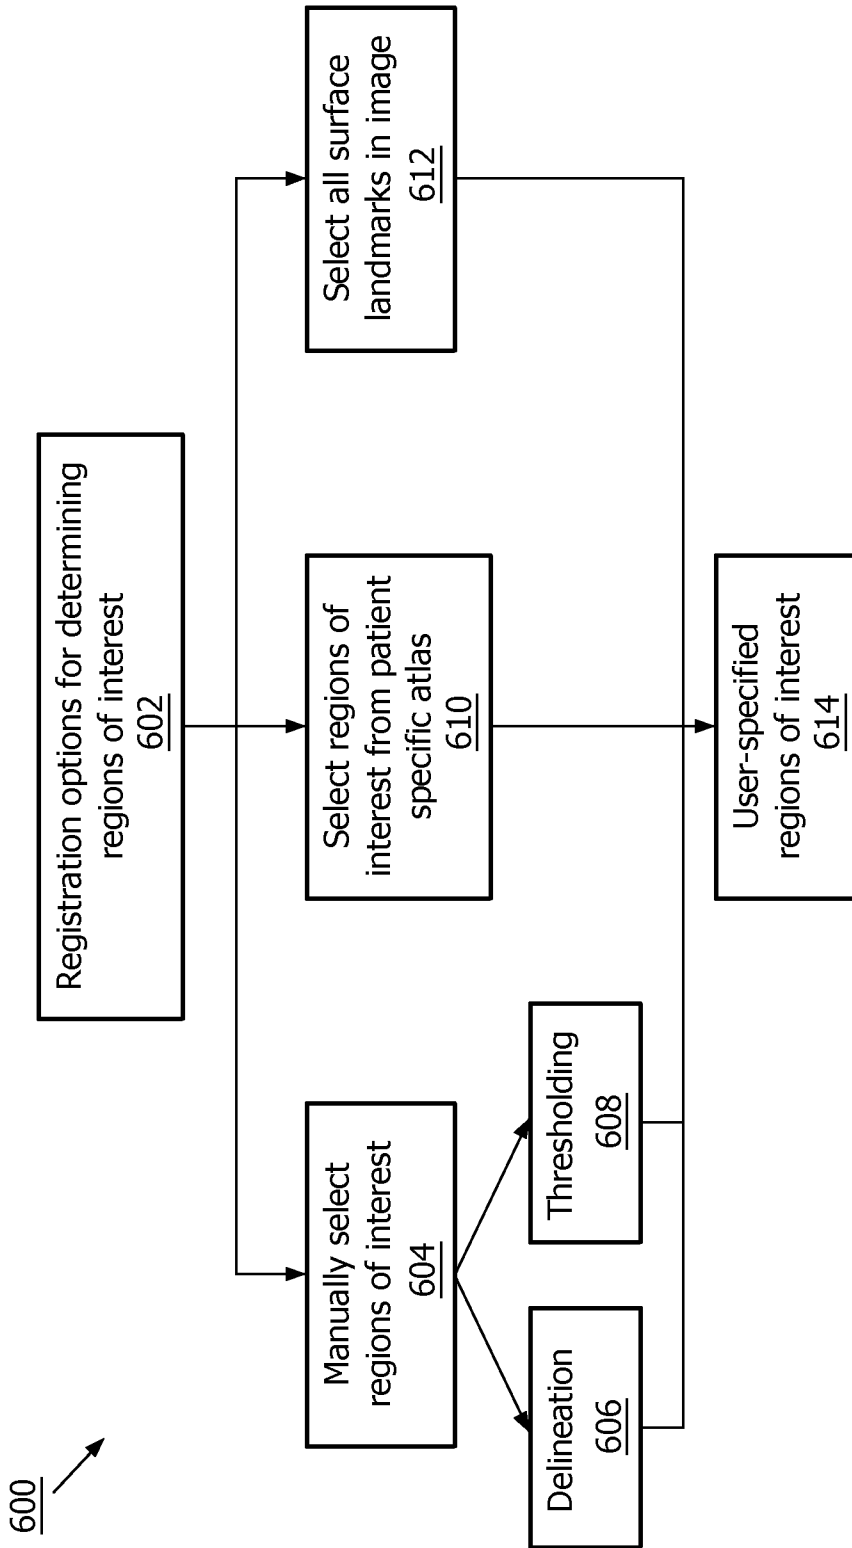 600
Registration options for determining
regions of interest
602
Manually select
regions of interest
604
Delineation
606
Thresholding
608
Select regions of
interest from patient
specific atlas
610
Select all surface
landmarks in image
612
User-specified
regions of interest
614